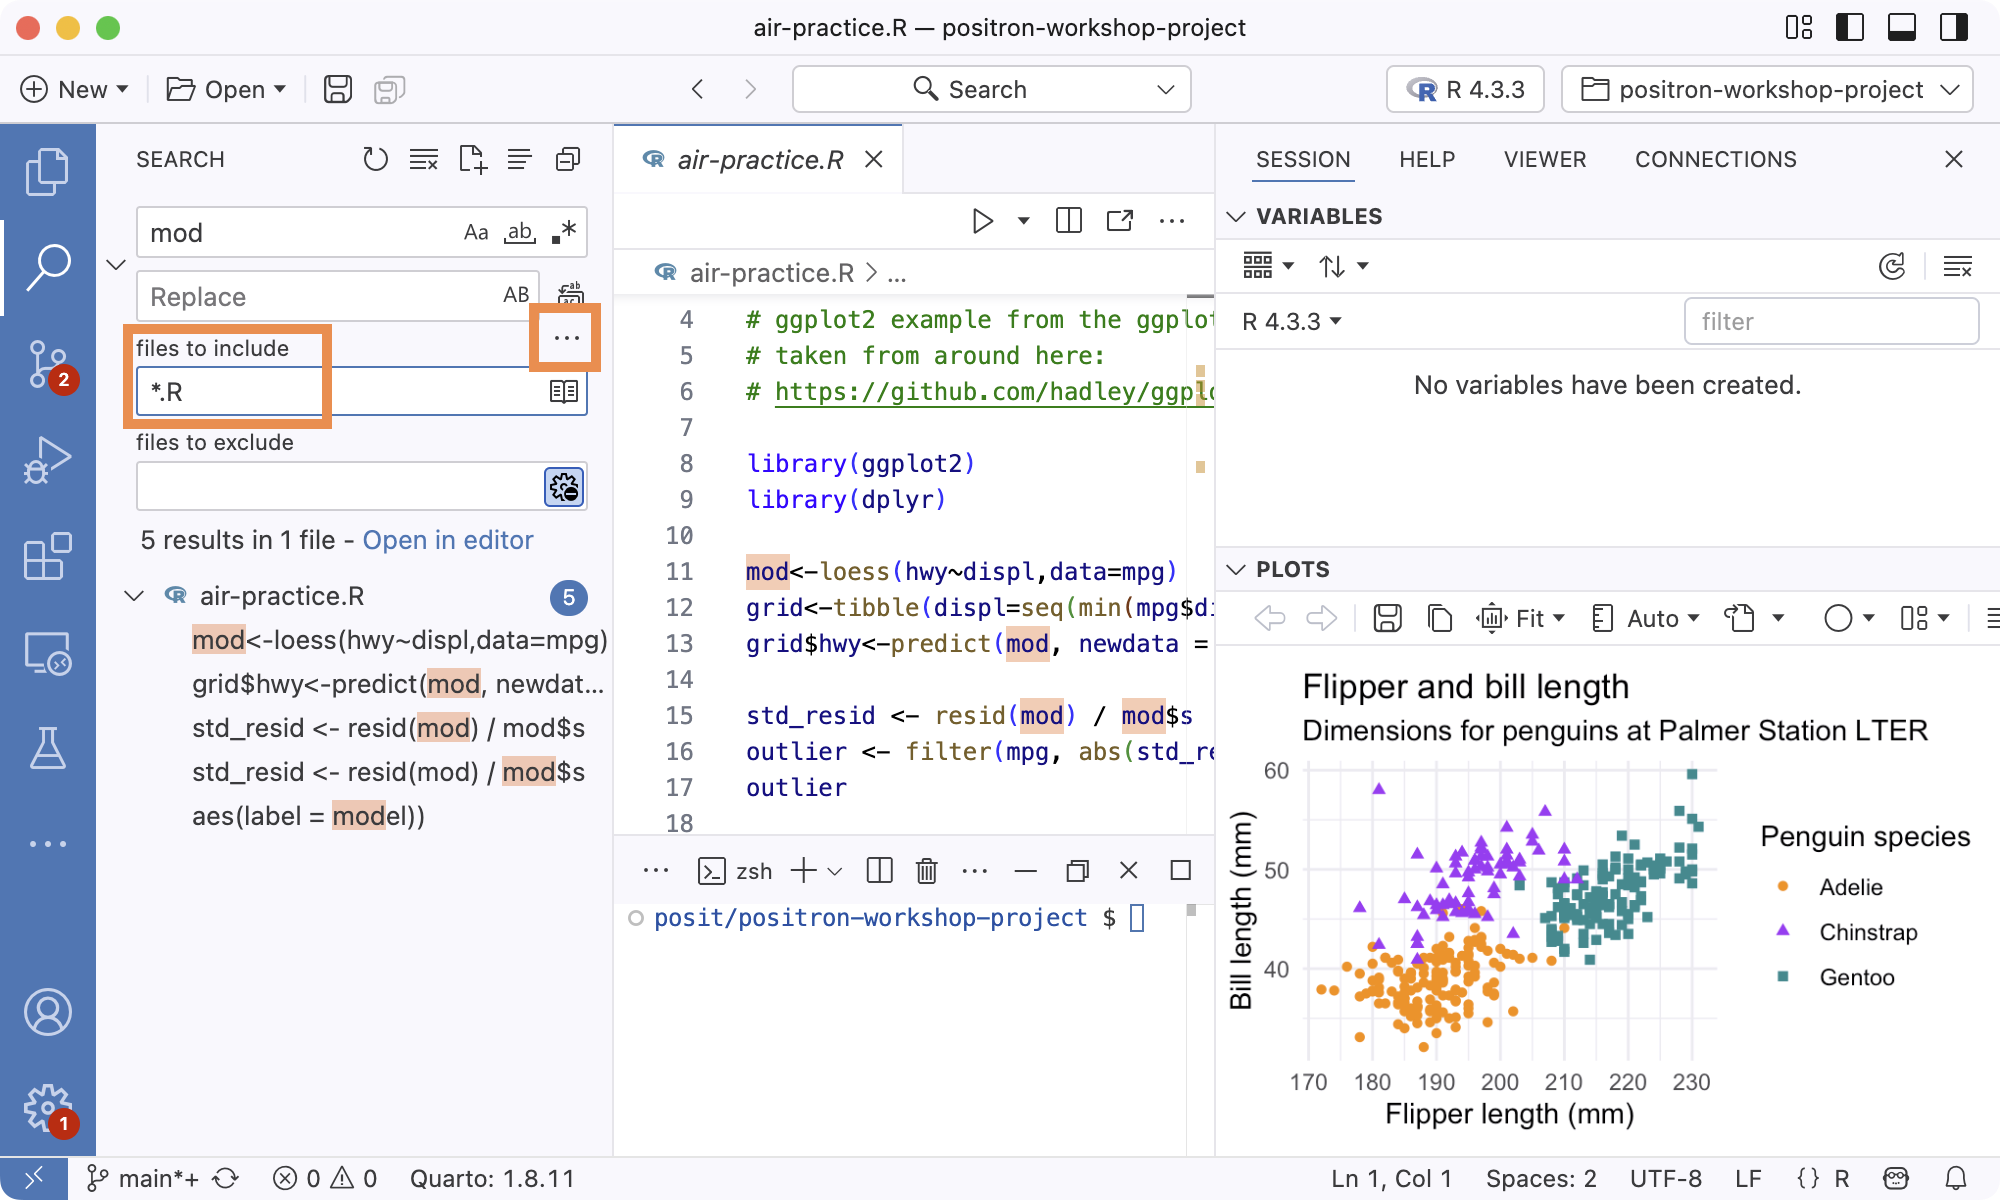 air-practice.R — positron-workshop-project
New
Open
Search
R 4.3.3
positron-workshop-project
SEARCH
mod
Aa
ab
Replace
AB
files to include
*.R
files to exclude
5 results in 1 file - Open in editor
air-practice.R
5
mod<-loess(hwy~displ,data=mpg)
grid$hwy<-predict(mod, newdat...
std_resid <- resid(mod) / mod$s
std_resid <- resid(mod) / mod$s
aes(label = model))
2
1
air-practice.R
air-practice.R > ...
4 # ggplot2 example from the ggplot
5 # taken from around here:
6 # https://github.com/hadley/ggplo
7
8 library(ggplot2)
9 library(dplyr)
10
11 mod<-loess(hwy~displ,data=mpg)
12 grid<-tibble(displ=seq(min(mpg$di
13 grid$hwy<-predict(mod, newdata =
14
15 std_resid <- resid(mod) / mod$s
16 outlier <- filter(mpg, abs(std_re
17 outlier
18
zsh
posit/positron-workshop-project $
SESSION
HELP
VIEWER
CONNECTIONS
VARIABLES
R 4.3.3
filter
No variables have been created.
PLOTS
Fit
Auto
Flipper and bill length
Dimensions for penguins at Palmer Station LTER
60
50
40
Bill length (mm)
170 180 190 200 210 220 230
Flipper length (mm)
Penguin species
Adelie
Chinstrap
Gentoo
main*+
0
0
Quarto: 1.8.11
Ln 1, Col 1
Spaces: 2
UTF-8
LF
{} R